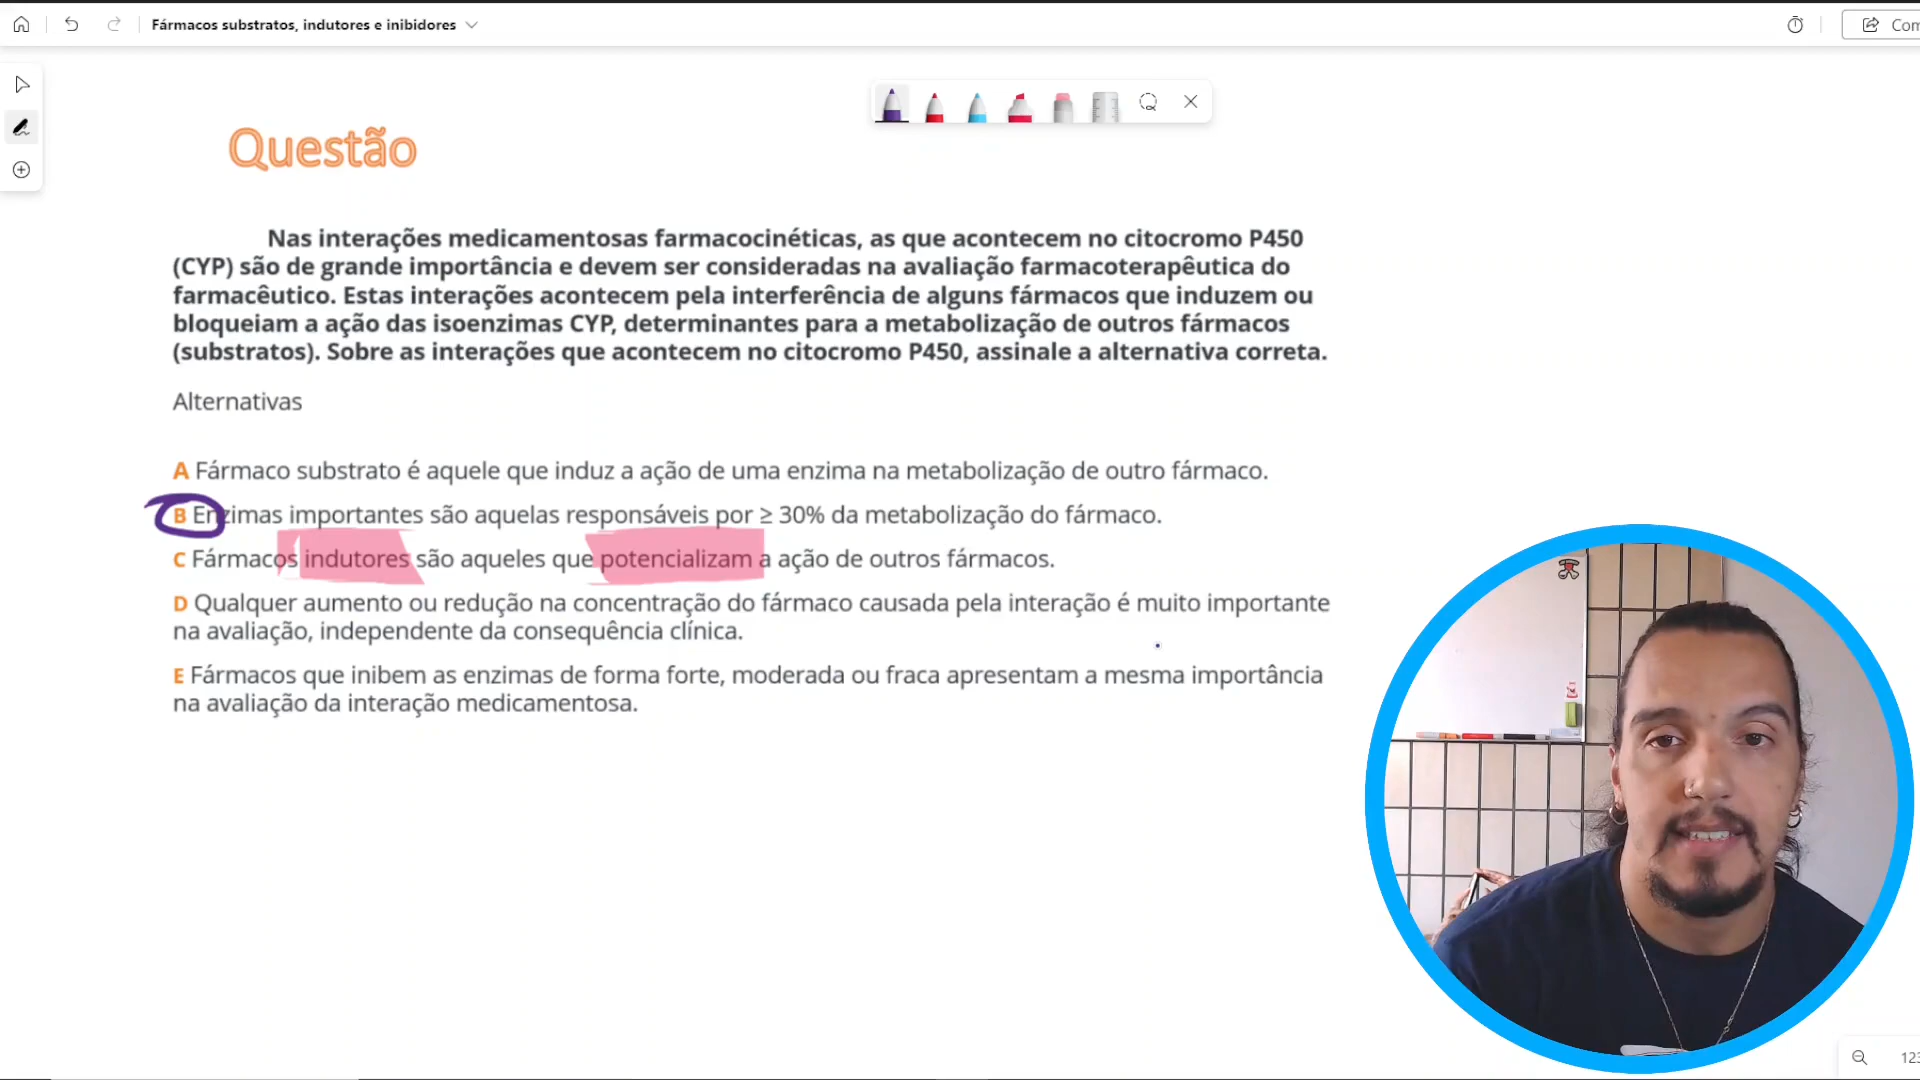 Fármacos substratos, indutores e inibidores
Questão
Nas interações medicamentosas farmacocinéticas, as que acontecem no citocromo P450
(CYP) são de grande importância e devem ser consideradas na avaliação farmacoterapêutica do
farmacêutico. Estas interações acontecem pela interferência de alguns fármacos que induzem ou
bloqueiam a ação das isoenzimas CYP, determinantes para a metabolização de outros fármacos
(substratos). Sobre as interações que acontecem no citocromo P450, assinale a alternativa correta.
Alternativas
A Fármaco substrato é aquele que induz a ação de uma enzima na metabolização de outro fármaco.
B Enzimas importantes são aquelas responsáveis por ≥ 30% da metabolização do fármaco.
C Fármacos indutores são aqueles que potencializam a ação de outros fármacos.
D Qualquer aumento ou redução na concentração do fármaco causada pela interação é muito importante
na avaliação, independente da consequência clínica.
E Fármacos que inibem as enzimas de forma forte, moderada ou fraca apresentam a mesma importância
na avaliação da interação medicamentosa.